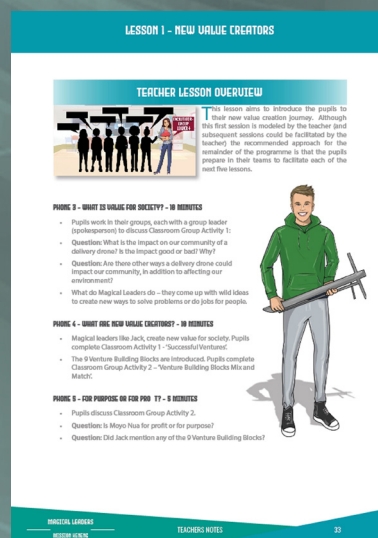 LESSON 1 - NEW VALUE CREATORS
TEACHER LESSON OVERVIEW
This lesson aims to introduce the pupils to
their new value creation journey. Although
this first session is modeled by the teacher (and
subsequent sessions could be facilitated by the
teacher) the recommended approach for the
remainder of the programme is that the pupils
prepare in their teams to facilitate each of the
next five lessons.
PHONE 3 - WHAT IS VALUE FOR SOCIETY? - 10 MINUTES
• Pupils work in their groups, each with a group leader
(spokesperson) to discuss Classroom Group Activity 1:
• Question: What is the impact on our community of a
delivery drone? Is the impact good or bad? Why?
• Question: Are there other ways a delivery drone could
impact our community, in addition to affecting our
environment?
• What do Magical Leaders do – they come up with wild ideas
to create new ways to solve problems or do jobs for people.
PHONE 4 - WHAT ARE NEW VALUE CREATORS? - 10 MINUTES
• Magical leaders like Jack, create new value for society. Pupils
complete Classroom Activity 1 - 'Successful Ventures'.
• The 9 Venture Building Blocks are introduced. Pupils complete
Classroom Group Activity 2 – 'Venture Building Blocks Mix and
Match'.
PHONE 5 - FOR PURPOSE OR FOR PRO T? - 5 MINUTES
• Pupils discuss Classroom Group Activity 2.
• Question: Is Moyo Nua for profit or for purpose?
• Question: Did Jack mention any of the 9 Venture Building Blocks?
MAGICAL LEADERS
TEACHERS NOTES
33